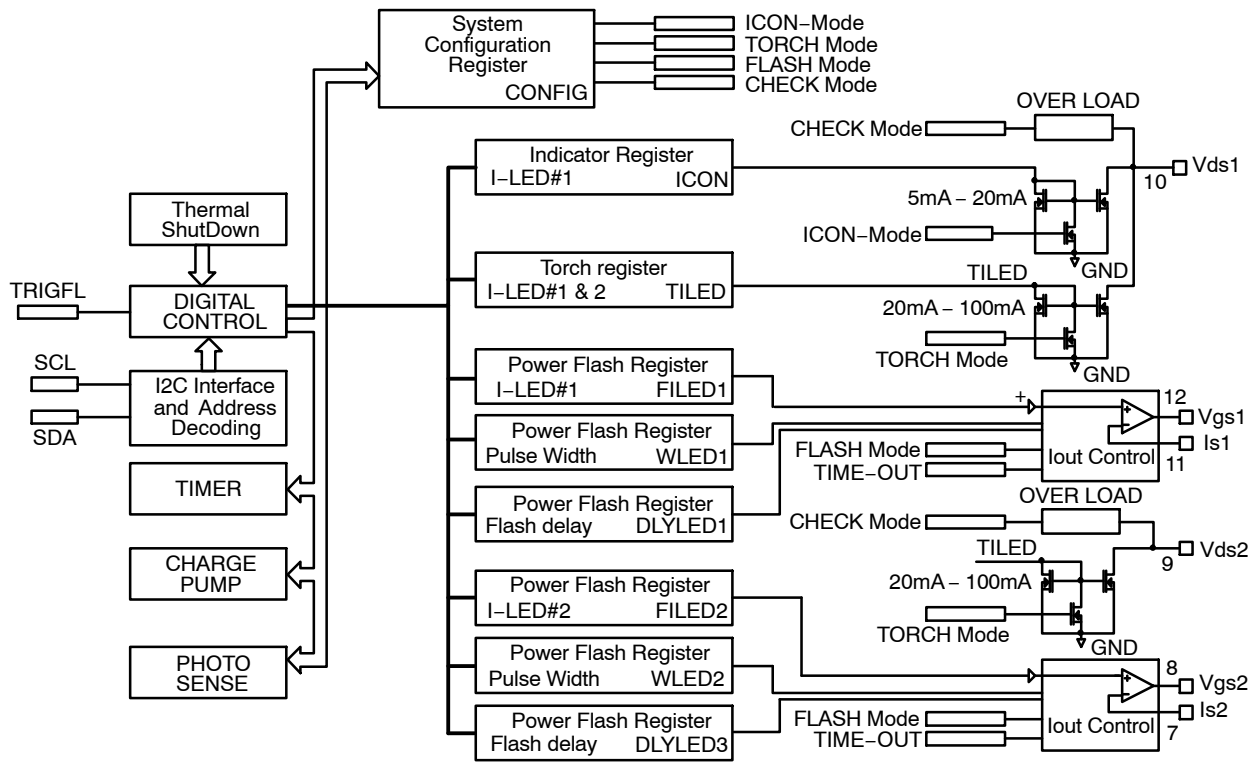 System
Configuration
Register
CONFIG
ICON−Mode
TORCH Mode
FLASH Mode
CHECK Mode
OVER LOAD
CHECK Mode
Vds1
10
Indicator Register
I−LED#1 ICON
5mA − 20mA
ICON−Mode
GND
Thermal
ShutDown
TRIGFL
DIGITAL
CONTROL
Torch register
I−LED#1 & 2 TILED
TILED
20mA − 100mA
TORCH Mode
GND
SCL
SDA
I2C Interface
and Address
Decoding
Power Flash Register
I−LED#1 FILED1
+
12
+
−
Vgs1
Is1
11
Iout Control
Power Flash Register
Pulse Width WLED1
FLASH Mode
TIME−OUT
TIMER
Power Flash Register
Flash delay DLYLED1
OVER LOAD
CHECK Mode
Vds2
9
TILED
20mA − 100mA
TORCH Mode
GND
CHARGE
PUMP
Power Flash Register
I−LED#2 FILED2
PHOTO
SENSE
Power Flash Register
Pulse Width WLED2
+
−
8
Vgs2
Is2
7
Iout Control
Power Flash Register
Flash delay DLYLED3
FLASH Mode
TIME−OUT